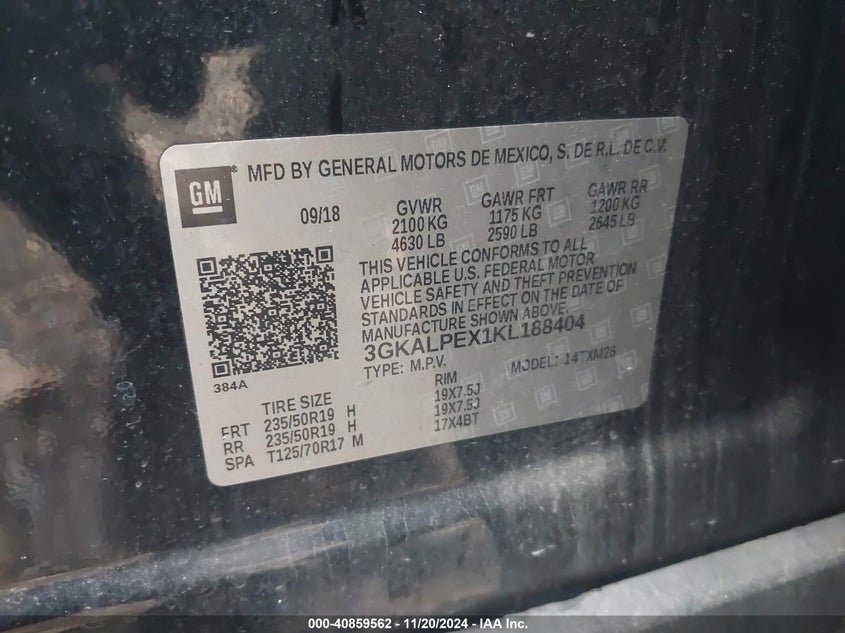 GM
MFD BY GENERAL MOTORS DE MEXICO, S. DE R.L. DE C.V.
09/18 GVWR GAWR FRT GAWR RR
2100 KG 1175 KG 1200 KG
4630 LB 2590 LB 2645 LB
THIS VEHICLE CONFORMS TO ALL
APPLICABLE U.S. FEDERAL MOTOR
VEHICLE SAFETY AND THEFT PREVENTION
STANDARDS IN EFFECT ON THE DATE OF
MANUFACTURE SHOWN ABOVE.
3GKALPEX1KL188404
TYPE: M.P.V. MODEL: 14TXM26
384A
TIRE SIZE RIM
FRT 235/50R19 H 19X7.5J
RR 235/50R19 H 19X7.5J
SPA T125/70R17 M 17X4BT
000-40859562 - 11/20/2024 - IAA Inc.